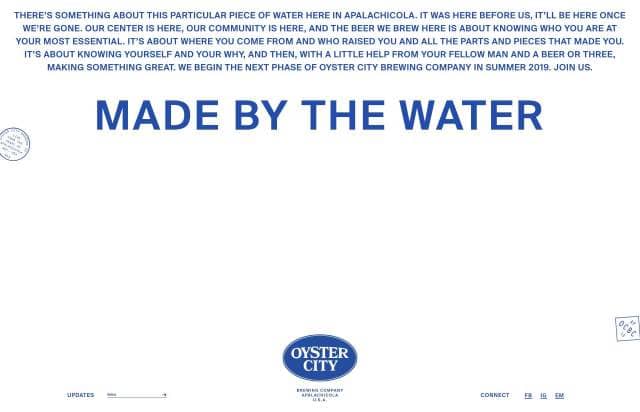 THERE'S SOMETHING ABOUT THIS PARTICULAR PIECE OF WATER HERE IN APALACHICOLA. IT WAS HERE BEFORE US, IT'LL BE HERE ONCE
WE'RE GONE. OUR CENTER IS HERE, OUR COMMUNITY IS HERE, AND THE BEER WE BREW HERE IS ABOUT KNOWING WHO YOU ARE AT
YOUR MOST ESSENTIAL. IT'S ABOUT WHERE YOU COME FROM AND WHO RAISED YOU AND ALL THE PARTS AND PIECES THAT MADE YOU.
IT'S ABOUT KNOWING YOURSELF AND YOUR WHY, AND THEN, WITH A LITTLE HELP FROM YOUR FELLOW MAN AND A BEER OR THREE,
MAKING SOMETHING GREAT. WE BEGIN THE NEXT PHASE OF OYSTER CITY BREWING COMPANY IN SUMMER 2019. JOIN US.
MADE BY THE WATER
OCBC
OYSTER
CITY
BREWING COMPANY
APALACHICOLA
U.S.A.
UPDATES
CONNECT FB IG EM